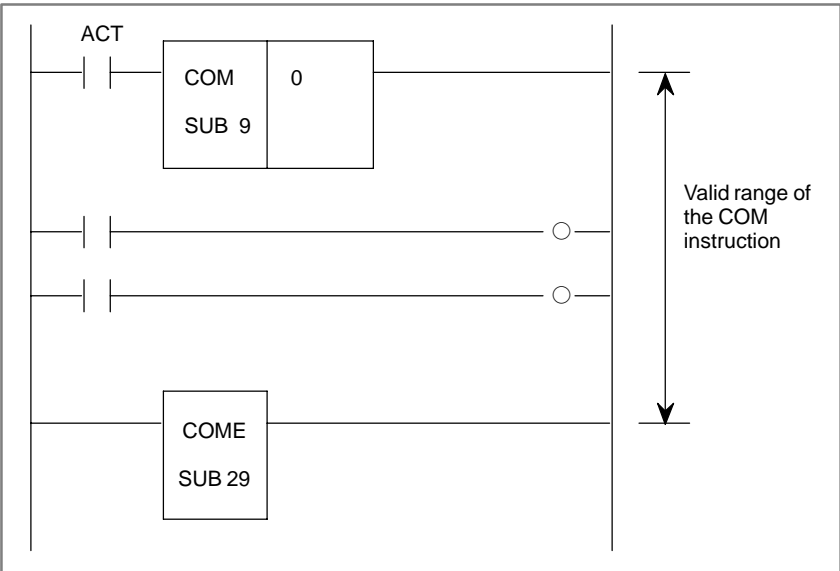 ACT
COM 0
SUB 9
Valid range of
the COM
instruction
COME
SUB 29